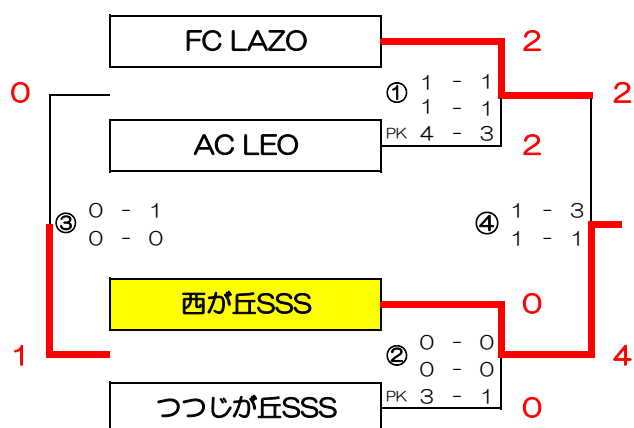 FC LAZO
2
0
① 1 - 1
2
1 - 1
AC LEO
PK 4 - 3
2
③ 0 - 1
0 - 0
④ 1 - 3
1 - 1
西が丘SSS
0
1
② 0 - 0
4
0 - 0
つつじが丘SSS
PK 3 - 1
0